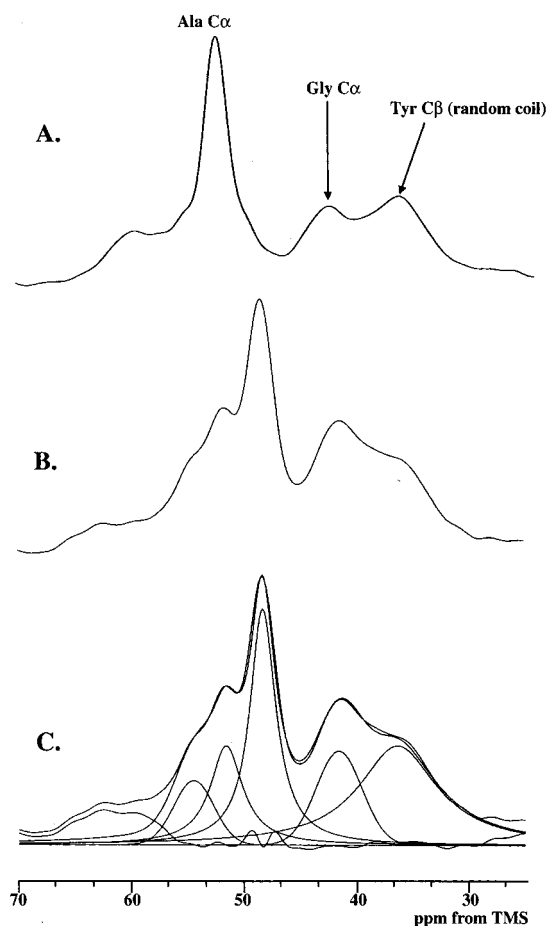 Ala Cα
Gly Cα
Tyr Cβ (random coil)
A.
B.
C.
70 60 50 40 30
ppm from TMS